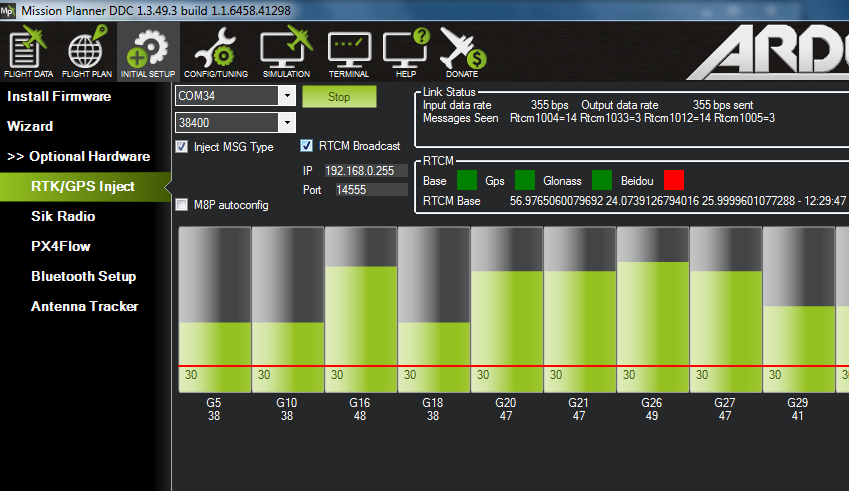 Mp Mission Planner DDC 1.3.49.3 build 1.1.6458.41298
FLIGHT DATA FLIGHT PLAN INITIAL SETUP CONFIG/TUNING SIMULATION TERMINAL HELP DONATE
Install Firmware
Wizard
>> Optional Hardware
RTK/GPS Inject
Sik Radio
PX4Flow
Bluetooth Setup
Antenna Tracker
COM34 Stop
38400
Inject MSG Type RTCM Broadcast
IP 192.168.0.255
Port 14555
M8P autoconfig
Link Status
Input data rate 355 bps Output data rate 355 bps sent
Messages Seen Rtcm1004=14 Rtcm1033=3 Rtcm1012=14 Rtcm1005=3
RTCM
Base Gps Glonass Beidou
RTCM Base 56.9765060079692 24.0739126794016 25.9999601077288 - 12:29:47
30 30 30 30 30 30 30 30 30 30
G5 G10 G16 G18 G20 G21 G26 G27 G29
38 38 48 38 47 47 49 47 41